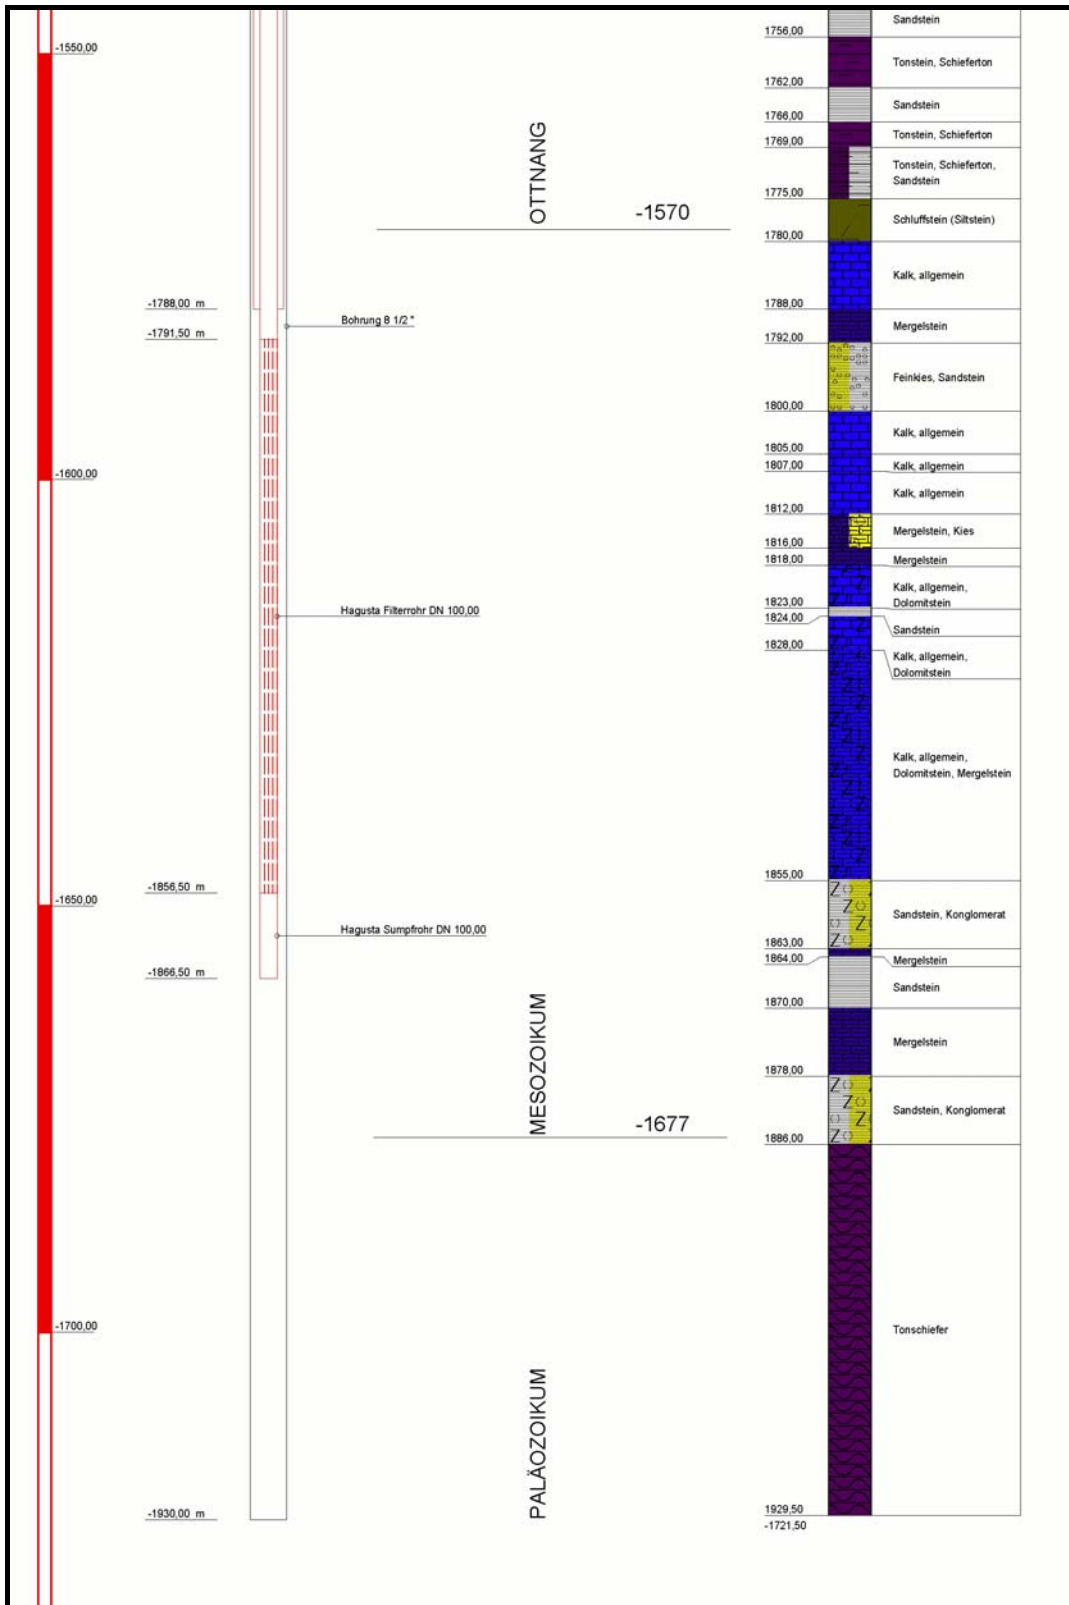 -1550,00
-1600,00
-1650,00
-1700,00
-1788,00 m
-1791,50 m
-1856,50 m
-1866,50 m
-1930,00 m
Bohrung 8 1/2 "
Hagusta Filterrohr DN 100,00
Hagusta Sumpfrohr DN 100,00
OTTNANG
-1570
MESOZOIKUM
-1677
PALÄOZOIKUM
Sandstein
1756,00
Tonstein, Schieferton
1762,00
Sandstein
1766,00
Tonstein, Schieferton
1769,00
Tonstein, Schieferton,
Sandstein
1775,00
Schluffstein (Siltstein)
1780,00
Kalk, allgemein
1788,00
Mergelstein
1792,00
Feinkies, Sandstein
1800,00
Kalk, allgemein
1805,00
Kalk, allgemein
1807,00
Kalk, allgemein
1812,00
Mergelstein, Kies
1816,00
Mergelstein
1818,00
Kalk, allgemein,
Dolomitstein
1823,00
Sandstein
1824,00
Kalk, allgemein,
Dolomitstein
1828,00
Kalk, allgemein,
Dolomitstein, Mergelstein
1855,00
Sandstein, Konglomerat
1863,00
Mergelstein
1864,00
Sandstein
1870,00
Mergelstein
1878,00
Sandstein, Konglomerat
1886,00
Tonschiefer
1929,50
-1721,50